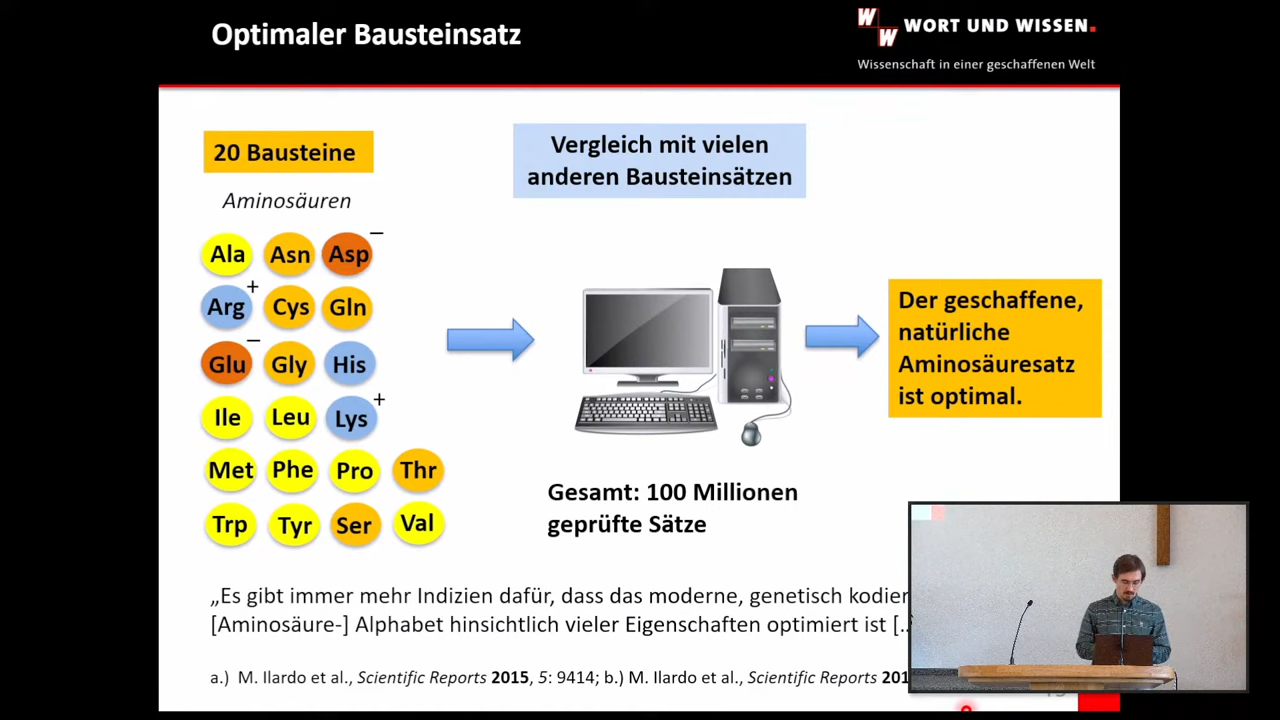 Optimaler Bausteinsatz
WORT UND WISSEN.
Wissenschaft in einer geschaffenen Welt
20 Bausteine
Aminosäuren
Ala Asn Asp –
Arg + Cys Gln
Glu – Gly His
Ile Leu Lys +
Met Phe Pro Thr
Trp Tyr Ser Val
Vergleich mit vielen
anderen Bausteinsätzen
Gesamt: 100 Millionen
geprüfte Sätze
Der geschaffene,
natürliche
Aminosäuresatz
ist optimal.
„Es gibt immer mehr Indizien dafür, dass das moderne, genetisch
[Aminosäure-] Alphabet hinsichtlich vieler Eigenschaften optimiert ist
a.) M. Ilardo et al., Scientific Reports 2015, 5: 9414; b.) M. Ilardo et al., Scientific Reports